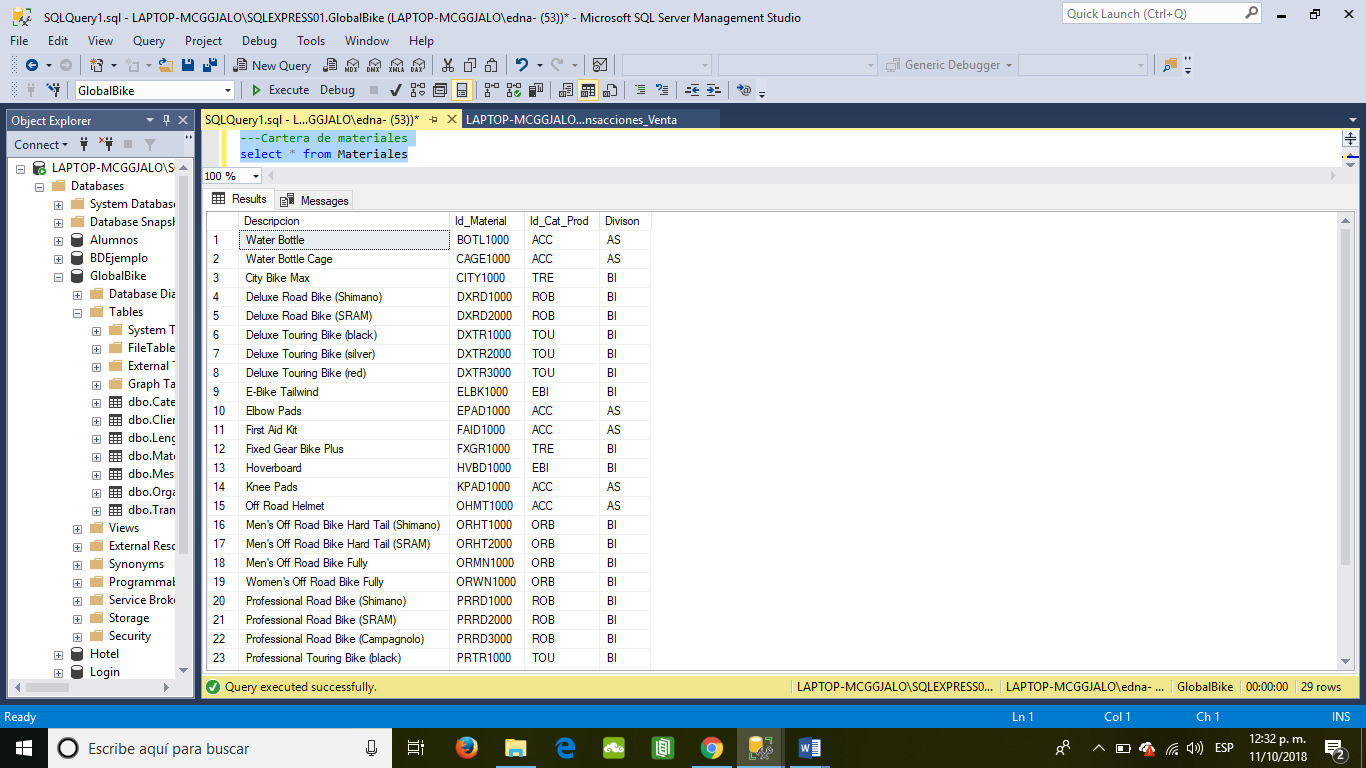 SQLQuery1.sql - LAPTOP-MCGGJALO\SQLEXPRESS01.GlobalBike (LAPTOP-MCGGJALO\edna- (53))* - Microsoft SQL Server Management Studio
Quick Launch (Ctrl+Q)
File Edit View Query Project Debug Tools Window Help
New Query MDX DMX XMLA DAX Generic Debugger
GlobalBike Execute Debug
Object Explorer
Connect
LAPTOP-MCGGJALO\S
Databases
System Database
Database Snapsh
Alumnos
BDEjemplo
GlobalBike
Database Dia
Tables
System T
FileTable
External T
Graph Ta
dbo.Cate
dbo.Clien
dbo.Leng
dbo.Mate
dbo.Mes
dbo.Orga
dbo.Tran
Views
External Reso
Synonyms
Programmab
Service Broke
Storage
Security
Hotel
Login
SQLQuery1.sql - L...GGJALO\edna- (53))* LAPTOP-MCGGJALO...nsacciones_Venta
---Cartera de materiales
select * from Materiales
100 %
Results Messages
Descripcion Id_Material Id_Cat_Prod Divison
1 Water Bottle BOTL1000 ACC AS
2 Water Bottle Cage CAGE1000 ACC AS
3 City Bike Max CITY1000 TRE BI
4 Deluxe Road Bike (Shimano) DXRD1000 ROB BI
5 Deluxe Road Bike (SRAM) DXRD2000 ROB BI
6 Deluxe Touring Bike (black) DXTR1000 TOU BI
7 Deluxe Touring Bike (silver) DXTR2000 TOU BI
8 Deluxe Touring Bike (red) DXTR3000 TOU BI
9 E-Bike Tailwind ELBK1000 EBI BI
10 Elbow Pads EPAD1000 ACC AS
11 First Aid Kit FAID1000 ACC AS
12 Fixed Gear Bike Plus FXGR1000 TRE BI
13 Hoverboard HVBD1000 EBI BI
14 Knee Pads KPAD1000 ACC AS
15 Off Road Helmet OHMT1000 ACC AS
16 Men's Off Road Bike Hard Tail (Shimano) ORHT1000 ORB BI
17 Men's Off Road Bike Hard Tail (SRAM) ORHT2000 ORB BI
18 Men's Off Road Bike Fully ORMN1000 ORB BI
19 Women's Off Road Bike Fully ORWN1000 ORB BI
20 Professional Road Bike (Shimano) PRRD1000 ROB BI
21 Professional Road Bike (SRAM) PRRD2000 ROB BI
22 Professional Road Bike (Campagnolo) PRRD3000 ROB BI
23 Professional Touring Bike (black) PRTR1000 TOU BI
Query executed successfully. LAPTOP-MCGGJALO\SQLEXPRESS0... LAPTOP-MCGGJALO\edna- ... GlobalBike 00:00:00 29 rows
Ready Ln 1 Col 1 Ch 1 INS
Escribe aquí para buscar ESP 12:32 p. m.
11/10/2018 2